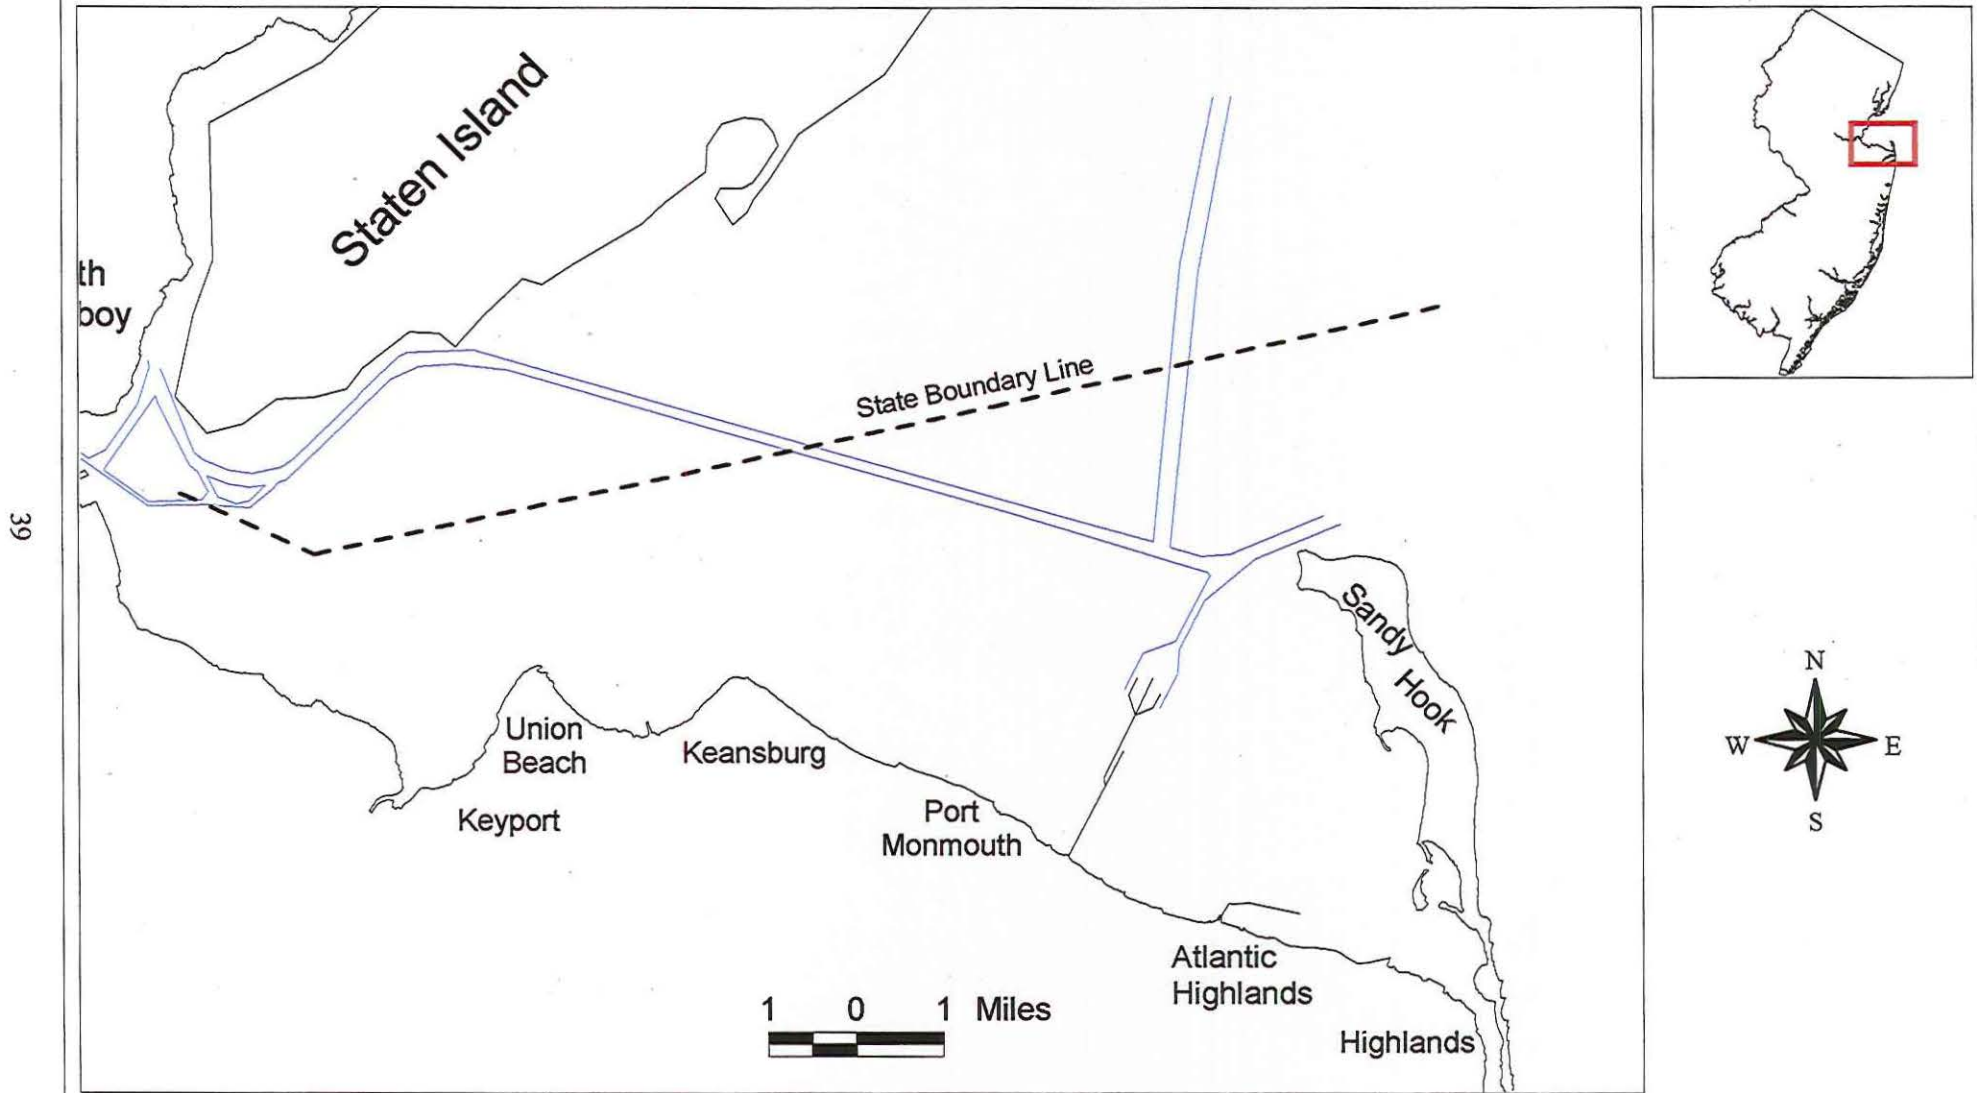 Staten Island
th
boy
State Boundary Line
39
Sandy
Hook
Union
Beach
Keansburg
Keyport
Port
Monmouth
Atlantic
Highlands
Highlands
1 0 1 Miles
N
W E
S